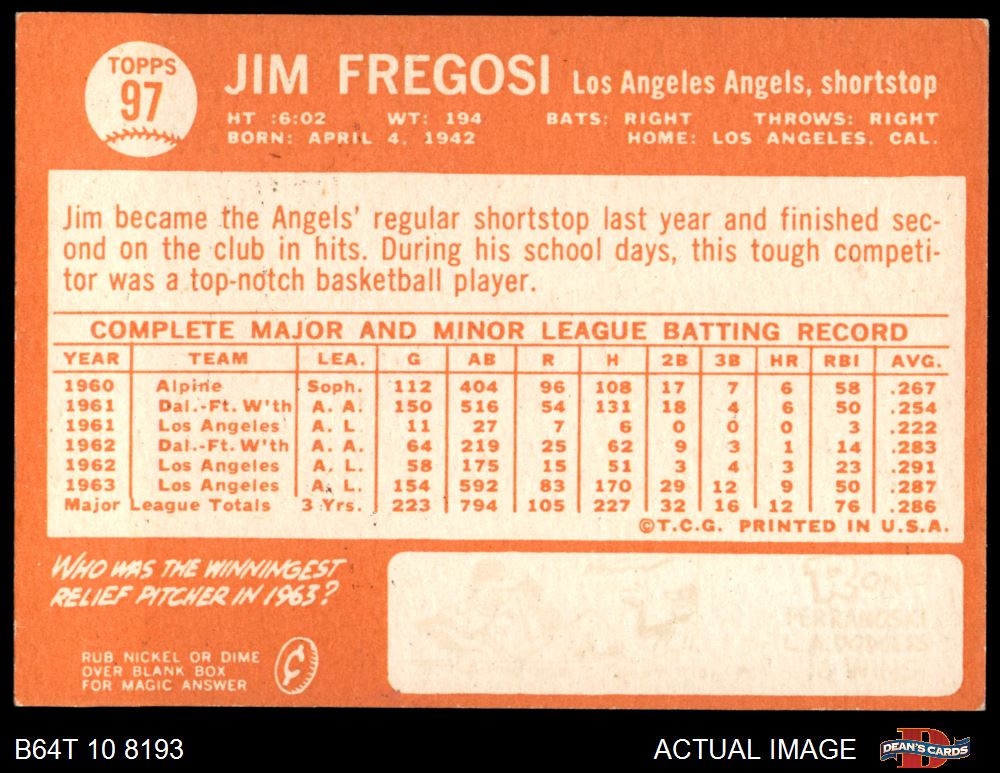 TOPPS
97
JIM FREGOSI Los Angeles Angels, shortstop
HT :6:02 WT: 194 BATS: RIGHT THROWS: RIGHT
BORN: APRIL 4, 1942 HOME: LOS ANGELES, CAL.
Jim became the Angels' regular shortstop last year and finished sec-
ond on the club in hits. During his school days, this tough competi-
tor was a top-notch basketball player.
COMPLETE MAJOR AND MINOR LEAGUE BATTING RECORD
YEAR TEAM LEA. G AB R H 2B 3B HR RBI AVG.
1960 Alpine Soph. 112 404 96 108 17 7 6 58 .267
1961 Dal.-Ft. W'th A. A. 150 516 54 131 18 4 6 50 .254
1961 Los Angeles A. L. 11 27 7 6 0 0 0 3 .222
1962 Dal.-Ft. W'th A. A. 64 219 25 62 9 3 1 14 .283
1962 Los Angeles A. L. 58 175 15 51 3 4 3 23 .291
1963 Los Angeles A. L. 154 592 83 170 29 12 9 50 .287
Major League Totals 3 Yrs. 223 794 105 227 32 16 12 76 .286
©T.C.G. PRINTED IN U.S.A.
WHO WAS THE WINNINGEST
RELIEF PITCHER IN 1963?
RUB NICKEL OR DIME
OVER BLANK BOX
FOR MAGIC ANSWER
¢
RON
PERRANOSKI
L.A. DODGERS
B64T 10 8193 ACTUAL IMAGE DEAN'S CARDS